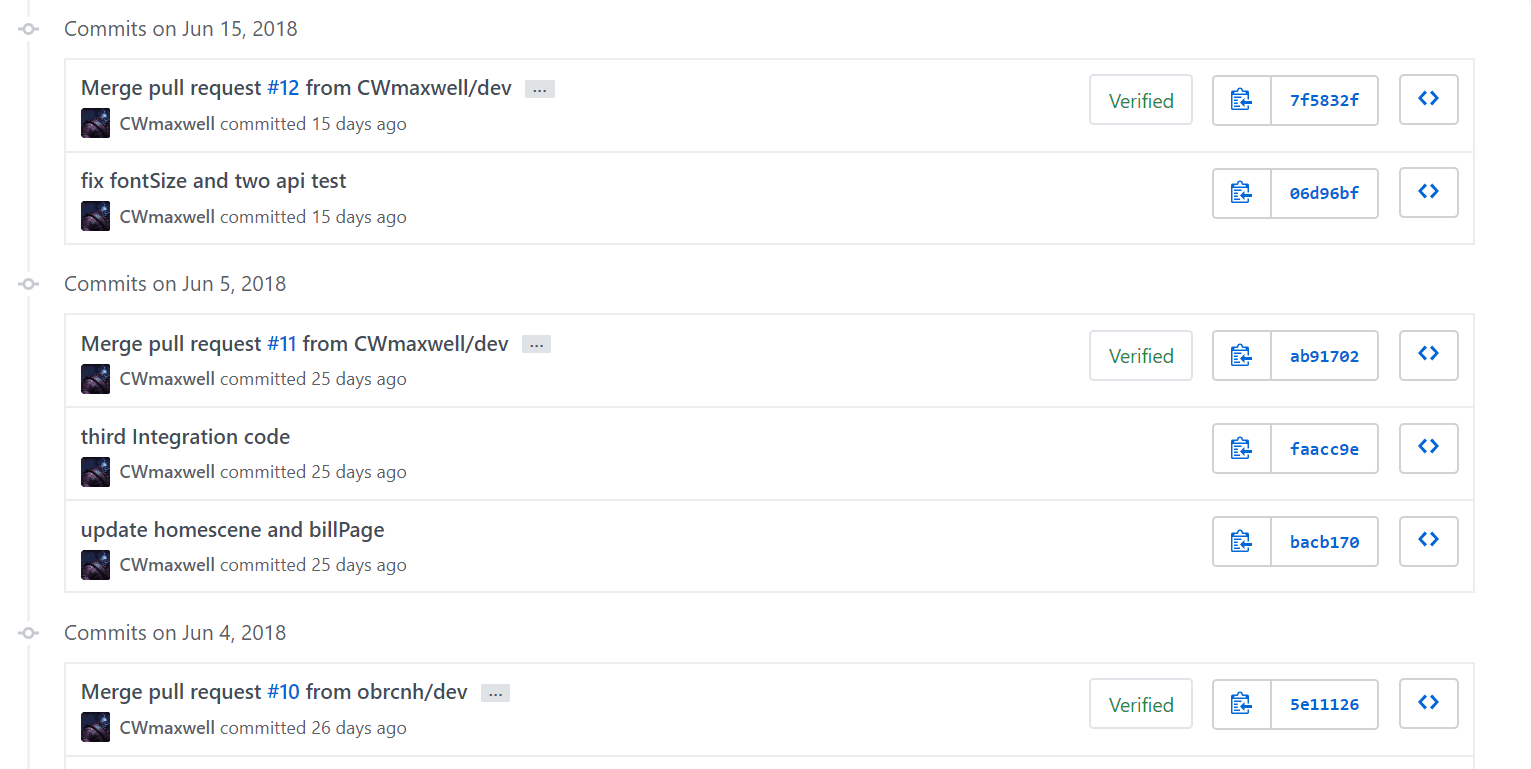 Commits on Jun 15, 2018
Merge pull request #12 from CWmaxwell/dev ...
Verified
7f5832f
CWmaxwell committed 15 days ago
fix fontSize and two api test
06d96bf
CWmaxwell committed 15 days ago
Commits on Jun 5, 2018
Merge pull request #11 from CWmaxwell/dev ...
Verified
ab91702
CWmaxwell committed 25 days ago
third Integration code
faacc9e
CWmaxwell committed 25 days ago
update homescene and billPage
bacb170
CWmaxwell committed 25 days ago
Commits on Jun 4, 2018
Merge pull request #10 from obrcnh/dev ...
Verified
5e11126
CWmaxwell committed 26 days ago